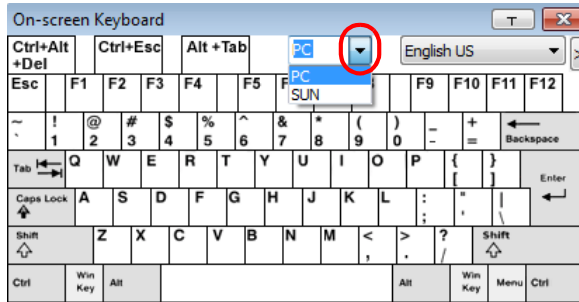 On-screen Keyboard T X
Ctrl+Alt +Del Ctrl+Esc Alt +Tab PC English US >
PC
SUN
Esc F1 F2 F3 F4 F5 F9 F10 F11 F12
~ ! @ # $ % ^ & * ( ) _ +
` 1 2 3 4 5 6 7 8 9 0 - = Backspace
Tab Q W E R T Y U I O P { }
[ ] Enter
Caps Lock A S D F G H J K L : " |
; ' \
Shift Z X C V B N M < > ? Shift
, . /
Ctrl Win Key Alt Alt Win Key Menu Ctrl